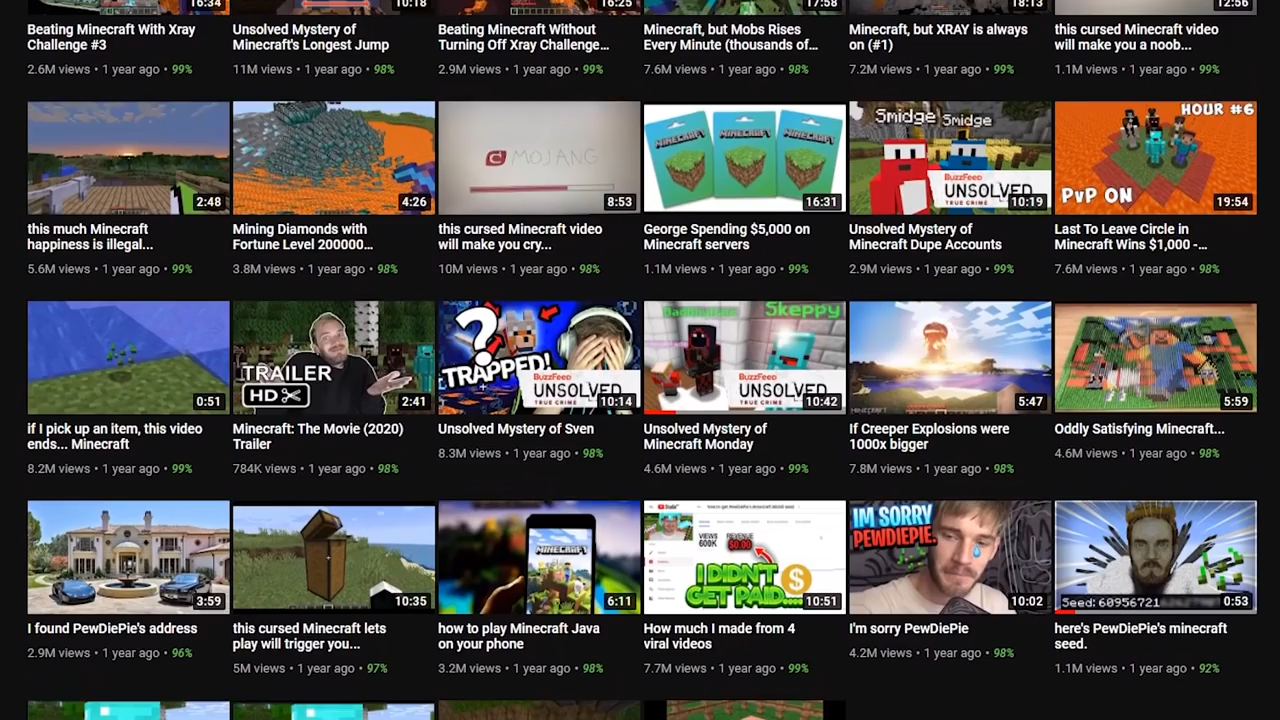 16:34
10:18
16:25
17:58
18:13
12:56
Beating Minecraft With Xray
Challenge #3
2.6M views • 1 year ago • 99%
Unsolved Mystery of
Minecraft's Longest Jump
11M views • 1 year ago • 98%
Beating Minecraft Without
Turning Off Xray Challenge…
2.9M views • 1 year ago • 99%
Minecraft, but Mobs Rises
Every Minute (thousands of…
7.6M views • 1 year ago • 98%
Minecraft, but XRAY is always
on (#1)
7.2M views • 1 year ago • 99%
this cursed Minecraft video
will make you a noob...
1.1M views • 1 year ago • 99%
2:48
this much Minecraft
happiness is illegal...
5.6M views • 1 year ago • 99%
4:26
Mining Diamonds with
Fortune Level 200000…
3.8M views • 1 year ago • 98%
MOJANG
8:53
this cursed Minecraft video
will make you cry...
10M views • 1 year ago • 98%
MINECRAFT
MINECRAFT
MINECRAFT
16:31
George Spending $5,000 on
Minecraft servers
1.1M views • 1 year ago • 99%
Smidge
Smidge
BuzzFeed
UNSOLVED
TRUE CRIME
10:19
Unsolved Mystery of
Minecraft Dupe Accounts
2.9M views • 1 year ago • 99%
HOUR #6
PVP ON
19:54
Last To Leave Circle in
Minecraft Wins $1,000 -…
7.6M views • 1 year ago • 98%
0:51
if I pick up an item, this video
ends... Minecraft
8.2M views • 1 year ago • 99%
TRAILER
HD
2:41
Minecraft: The Movie (2020)
Trailer
784K views • 1 year ago • 98%
?
TRAPPED!
BuzzFeed
UNSOLVED
TRUE CRIME
10:14
Unsolved Mystery of Sven
8.3M views • 1 year ago • 98%
Skeppy
BuzzFeed
UNSOLVED
TRUE CRIME
10:42
Unsolved Mystery of
Minecraft Monday
4.6M views • 1 year ago • 99%
5:47
If Creeper Explosions were
1000x bigger
7.8M views • 1 year ago • 98%
5:59
Oddly Satisfying Minecraft...
4.6M views • 1 year ago • 98%
3:59
I found PewDiePie's address
2.9M views • 1 year ago • 96%
10:35
this cursed Minecraft lets
play will trigger you...
5M views • 1 year ago • 97%
MINECRAFT
6:11
how to play Minecraft Java
on your phone
3.2M views • 1 year ago • 98%
VIEWS
600K
REVENUE
$0.00
I DIDN'T
GET PAID....
$
10:51
How much I made from 4
viral videos
7.7M views • 1 year ago • 99%
IM SORRY
PEWDIEPIE.
10:02
I'm sorry PewDiePie
4.2M views • 1 year ago • 98%
Seed: 60956721
0:53
here's PewDiePie's minecraft
seed.
1.1M views • 1 year ago • 92%